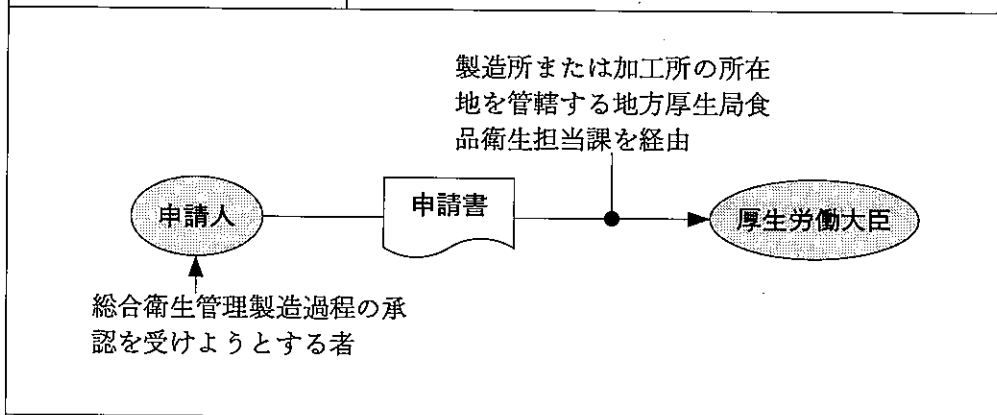 製造所または加工所の所在
地を管轄する地方厚生局食
品衛生担当課を経由
申請人
申請書
厚生労働大臣
総合衛生管理製造過程の承
認を受けようとする者